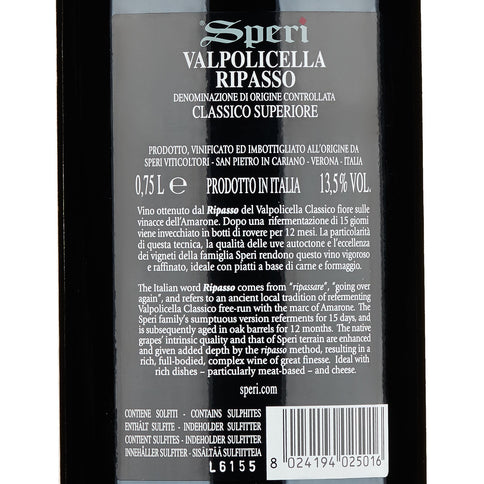 Speri
VALPOLICELLA
RIPASSO
DENOMINAZIONE DI ORIGINE CONTROLLATA
CLASSICO SUPERIORE
PRODOTTO, VINIFICATO ED IMBOTTIGLIATO ALL'ORIGINE DA
SPERI VITICOLTORI - SAN PIETRO IN CARIANO - VERONA - ITALIA
0,75 L ℮ PRODOTTO IN ITALIA 13,5% VOL.
Vino ottenuto dal Ripasso del Valpolicella Classico fiore sulle
vinacce dell'Amarone. Dopo una rifermentazione di 15 giorni
viene invecchiato in botti di rovere per 12 mesi. La particolarità
di questa tecnica, la qualità delle uve autoctone e l'eccellenza
dei vigneti della famiglia Speri rendono questo vino vigoroso
e raffinato, ideale con piatti a base di carne e formaggio.
The Italian word Ripasso comes from "ripassare", "going over
again", and refers to an ancient local tradition of refermenting
Valpolicella Classico free-run with the marc of Amarone. The
Speri family's sumptuous version referments for 15 days, and
is subsequently aged in oak barrels for 12 months. The native
grapes' intrinsic quality and that of Speri terrain are enhanced
and given added depth by the ripasso method, resulting in a
rich, full-bodied, complex wine of great finesse. Ideal with
rich dishes – particularly meat-based – and cheese.
speri.com
CONTIENE SOLFITI - CONTAINS SULPHITES
ENTHÄLT SULFITE - INDEHOLDER SULFITTER
CONTIENT SULFITES - INDEHOLDER SULFITTER
INNEHÅLLER SULFITER - SISÄLTÄÄ SULFIITTEJA
L6155
8 024194 025016